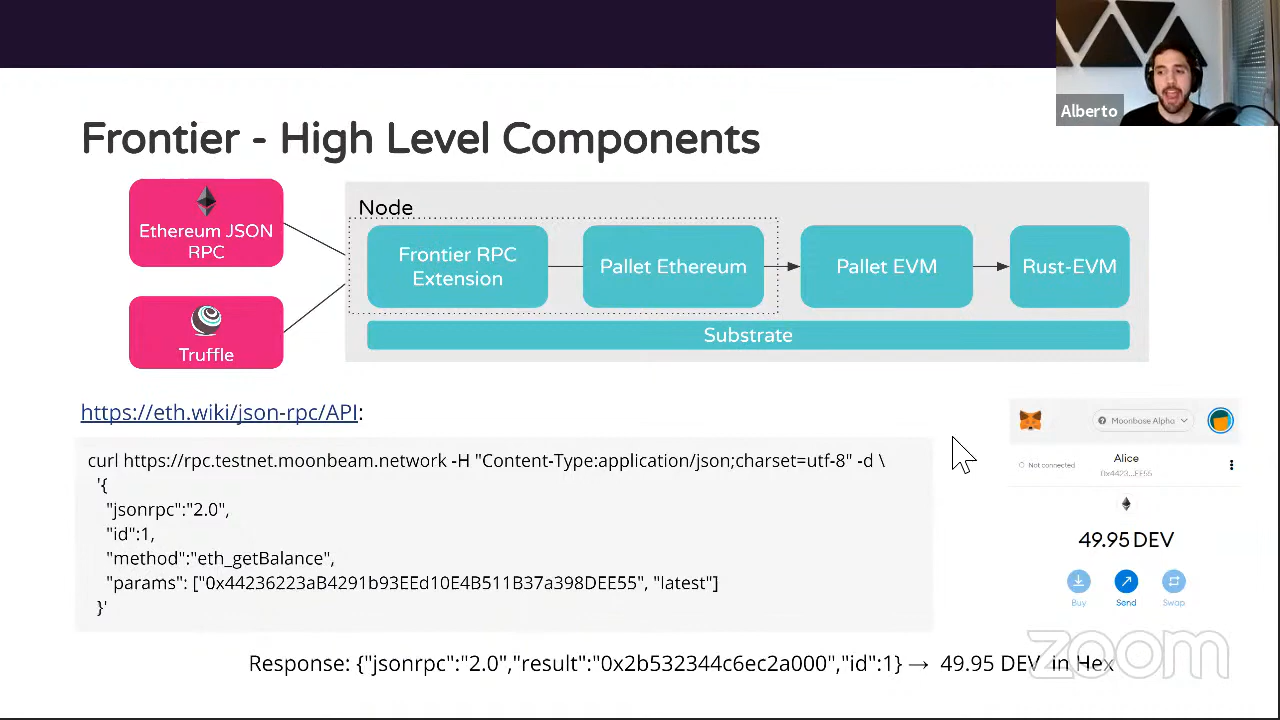 Alberto
Frontier - High Level Components
Ethereum JSON
RPC
Truffle
Node
Frontier RPC
Extension
Pallet Ethereum
Pallet EVM
Rust-EVM
Substrate
https://eth.wiki/json-rpc/API:
curl https://rpc.testnet.moonbeam.network -H "Content-Type:application/json;charset=utf-8" -d \
'{
"jsonrpc":"2.0",
"id":1,
"method":"eth_getBalance",
"params": ["0x44236223aB4291b93EEd10E4B511B37a398DEE55", "latest"]
}'
Moonbase Alpha
Not connected
Alice
0x4423...EE55
49.95 DEV
Buy
Send
Swap
Response: {"jsonrpc":"2.0","result":"0x2b532344c6ec2a000","id":1} → 49.95 DEV in Hex
zoom